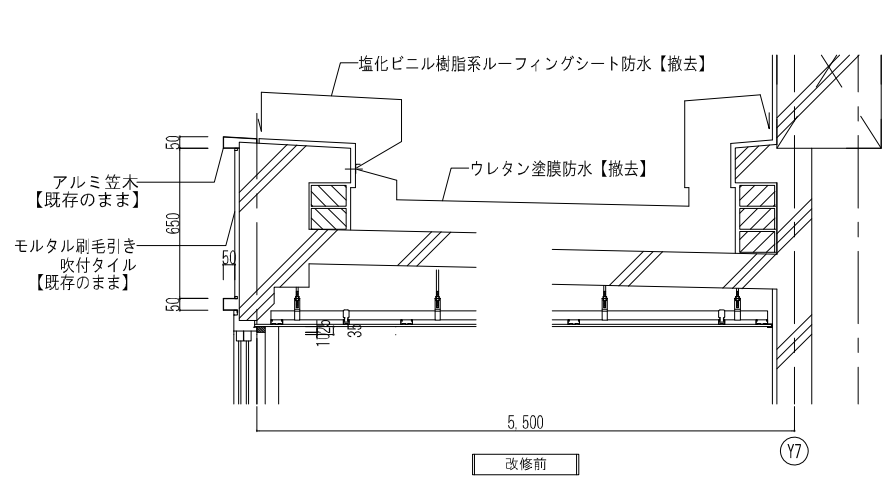 塩化ビニル樹脂系ルーフィングシート防水【撤去】
ウレタン塗膜防水【撤去】
50
アルミ笠木
【既存のまま】
650
モルタル刷毛引き
吹付タイル
【既存のまま】
50
50
10
25
35
5,500
Y7
改修前